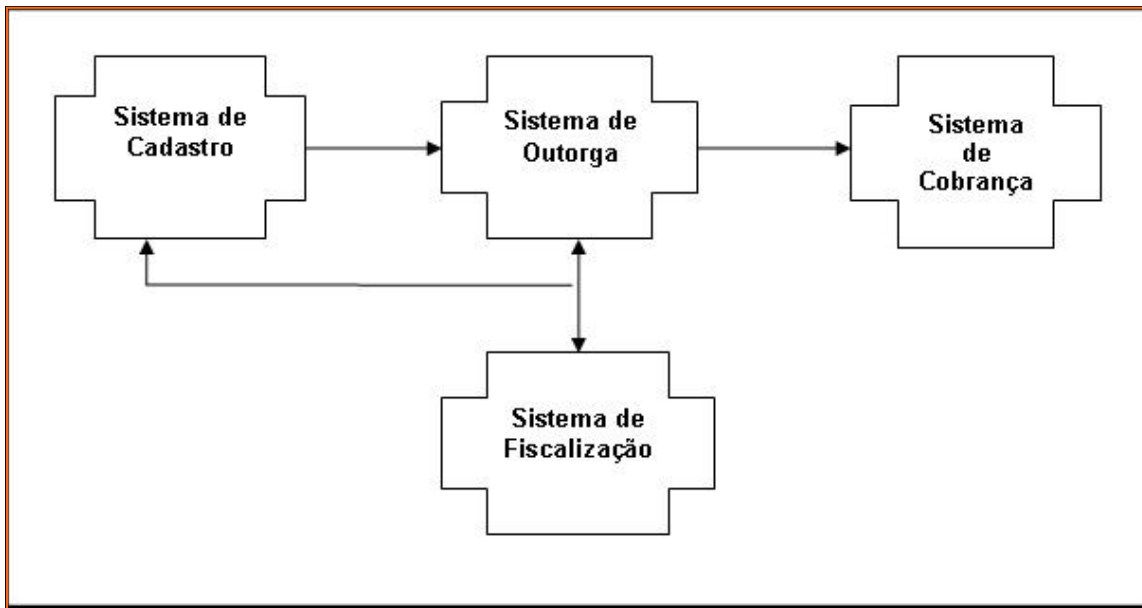 Sistema de
Cadastro
Sistema de
Outorga
Sistema
de
Cobrança
Sistema de
Fiscalização